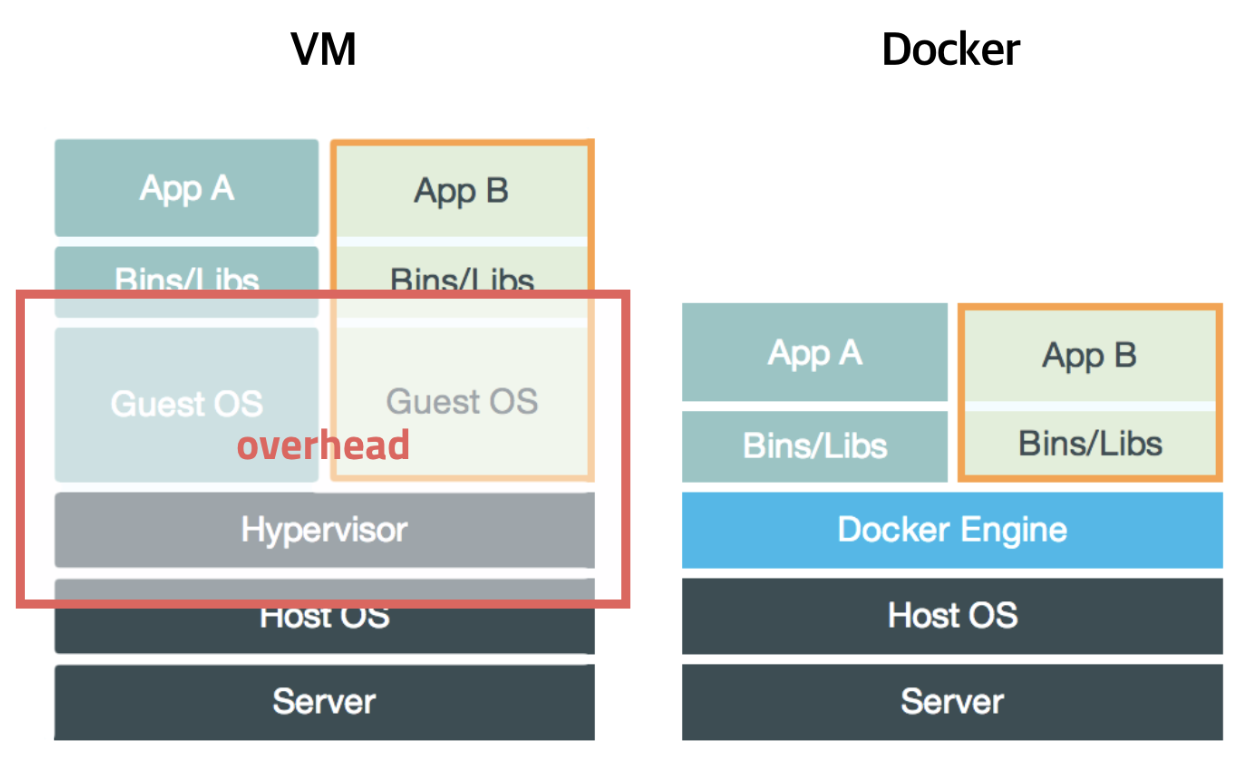 VM
App A
App B
Bins/Libs
Bins/Libs
Guest OS
Guest OS
overhead
Hypervisor
Host OS
Server
Docker
App A
App B
Bins/Libs
Bins/Libs
Docker Engine
Host OS
Server